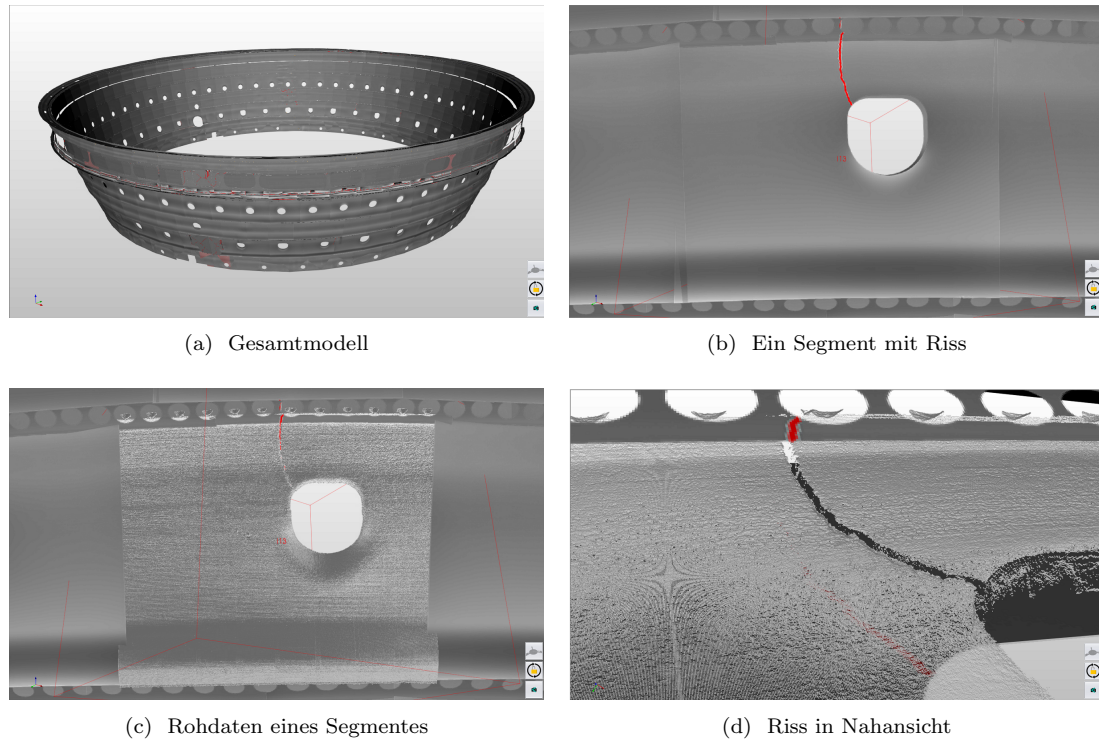 (a) Gesamtmodell
(b) Ein Segment mit Riss
(c) Rohdaten eines Segmentes
(d) Riss in Nahansicht